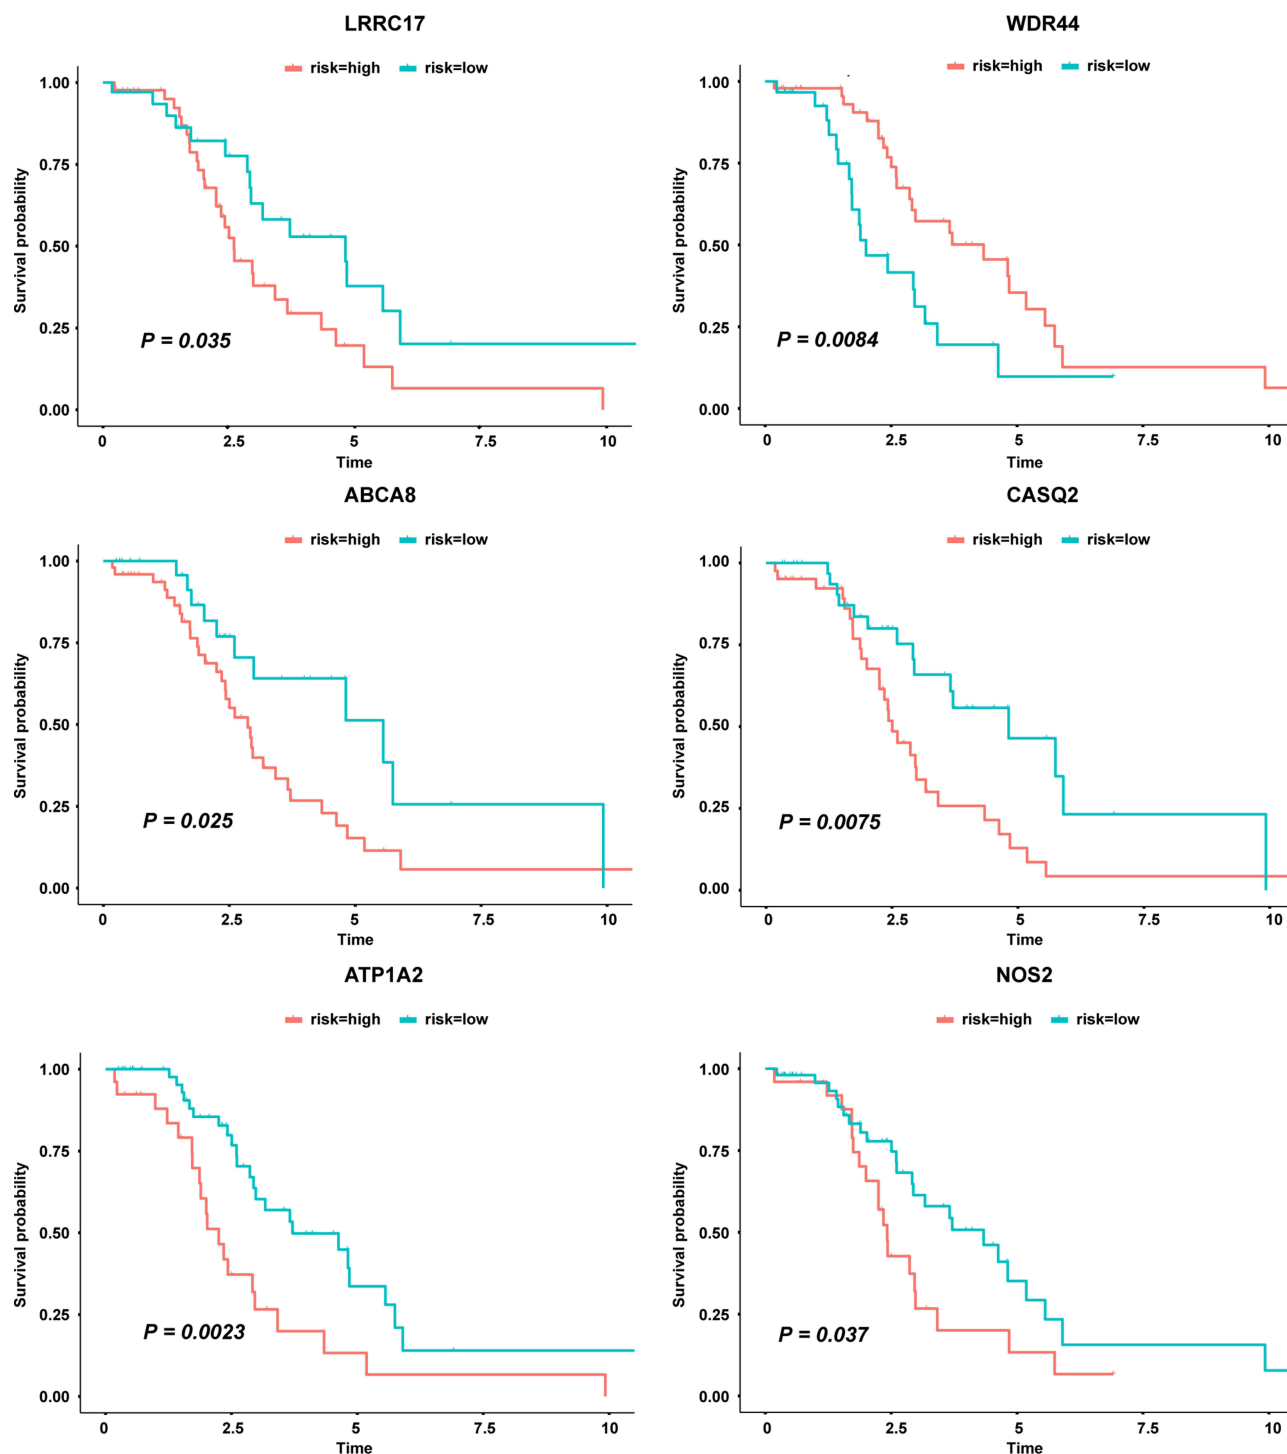 LRRC17
risk=high risk=low
1.00
0.75
0.50
0.25
0.00
Survival probability
P = 0.035
0 2.5 5 7.5 10
Time
WDR44
risk=high risk=low
1.00
0.75
0.50
0.25
0.00
Survival probability
P = 0.0084
0 2.5 5 7.5 10
Time
ABCA8
risk=high risk=low
1.00
0.75
0.50
0.25
0.00
Survival probability
P = 0.025
0 2.5 5 7.5 10
Time
CASQ2
risk=high risk=low
1.00
0.75
0.50
0.25
0.00
Survival probability
P = 0.0075
0 2.5 5 7.5 10
Time
ATP1A2
risk=high risk=low
1.00
0.75
0.50
0.25
0.00
Survival probability
P = 0.0023
0 2.5 5 7.5 10
Time
NOS2
risk=high risk=low
1.00
0.75
0.50
0.25
0.00
Survival probability
P = 0.037
0 2.5 5 7.5 10
Time